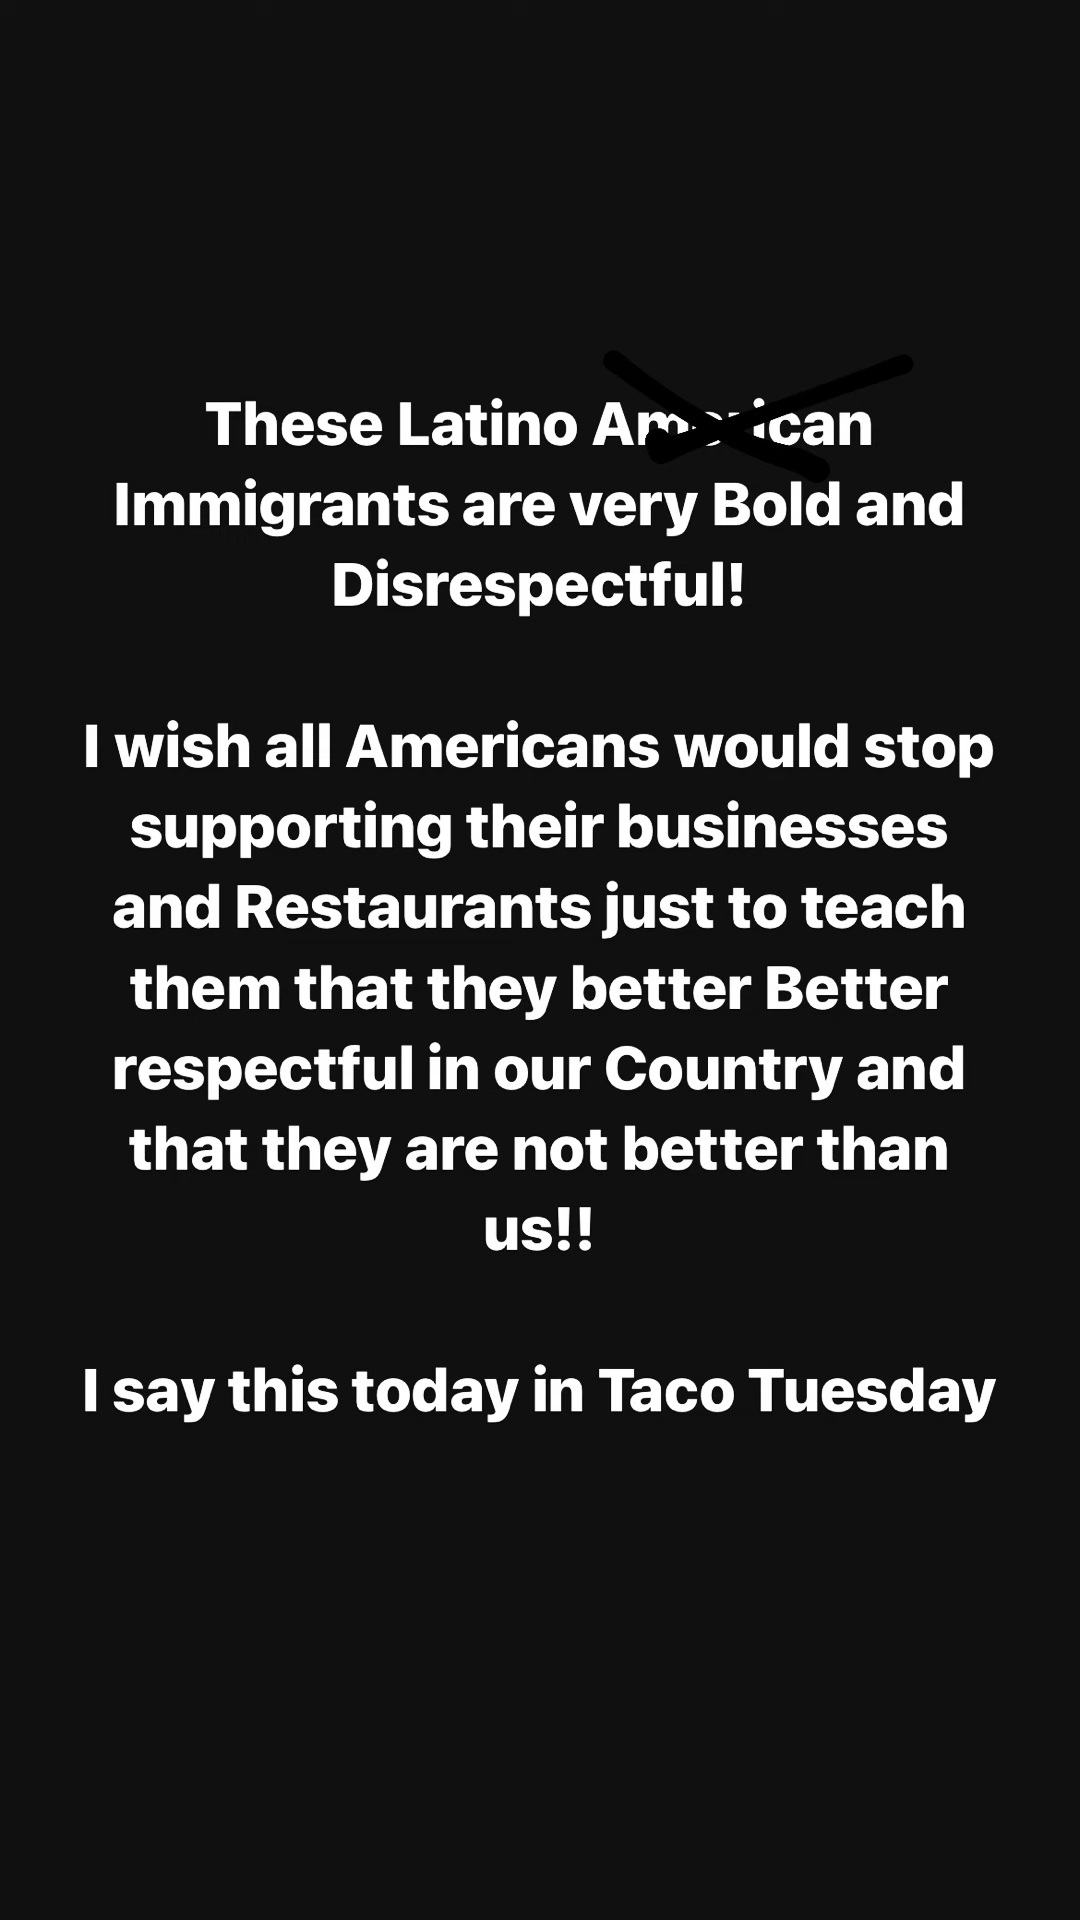 These Latino American
Immigrants are very Bold and
Disrespectful!
I wish all Americans would stop
supporting their businesses
and Restaurants just to teach
them that they better Better
respectful in our Country and
that they are not better than
us!!
I say this today in Taco Tuesday